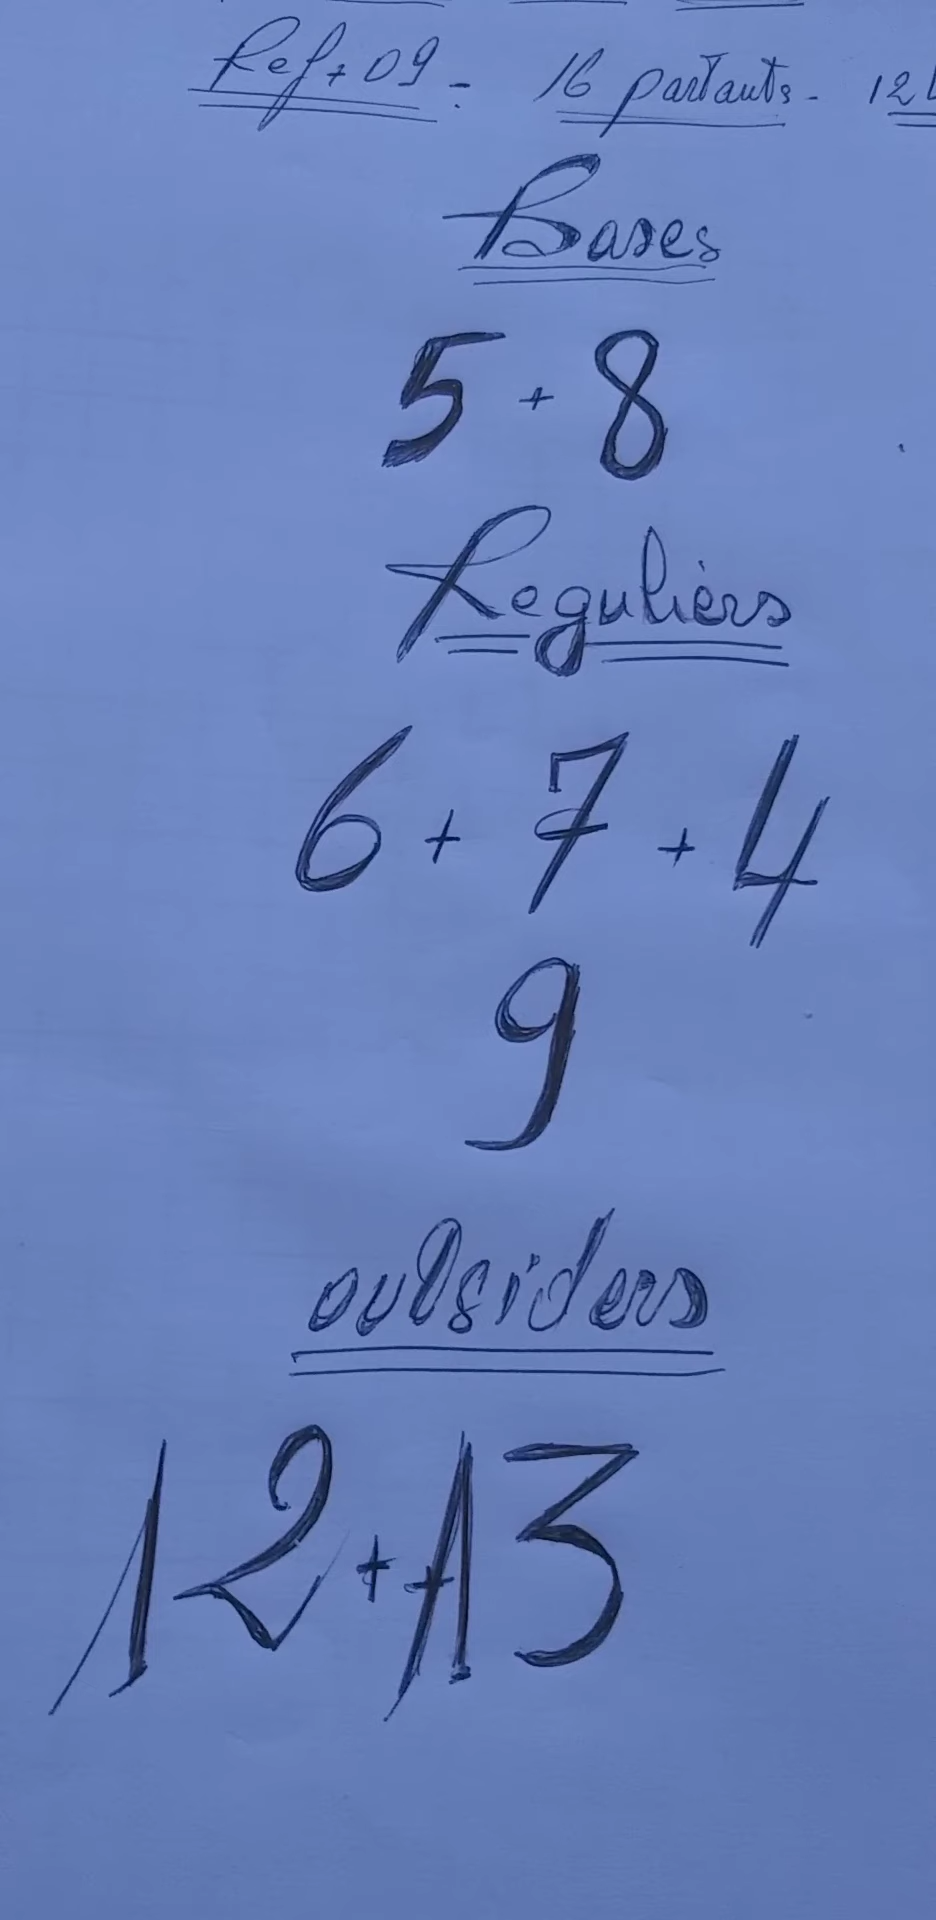 Ref + 09 - 16 partants - 12
Bases
5 + 8
Reguliers
6 + 7 + 4
9
outsiders
12 + 13